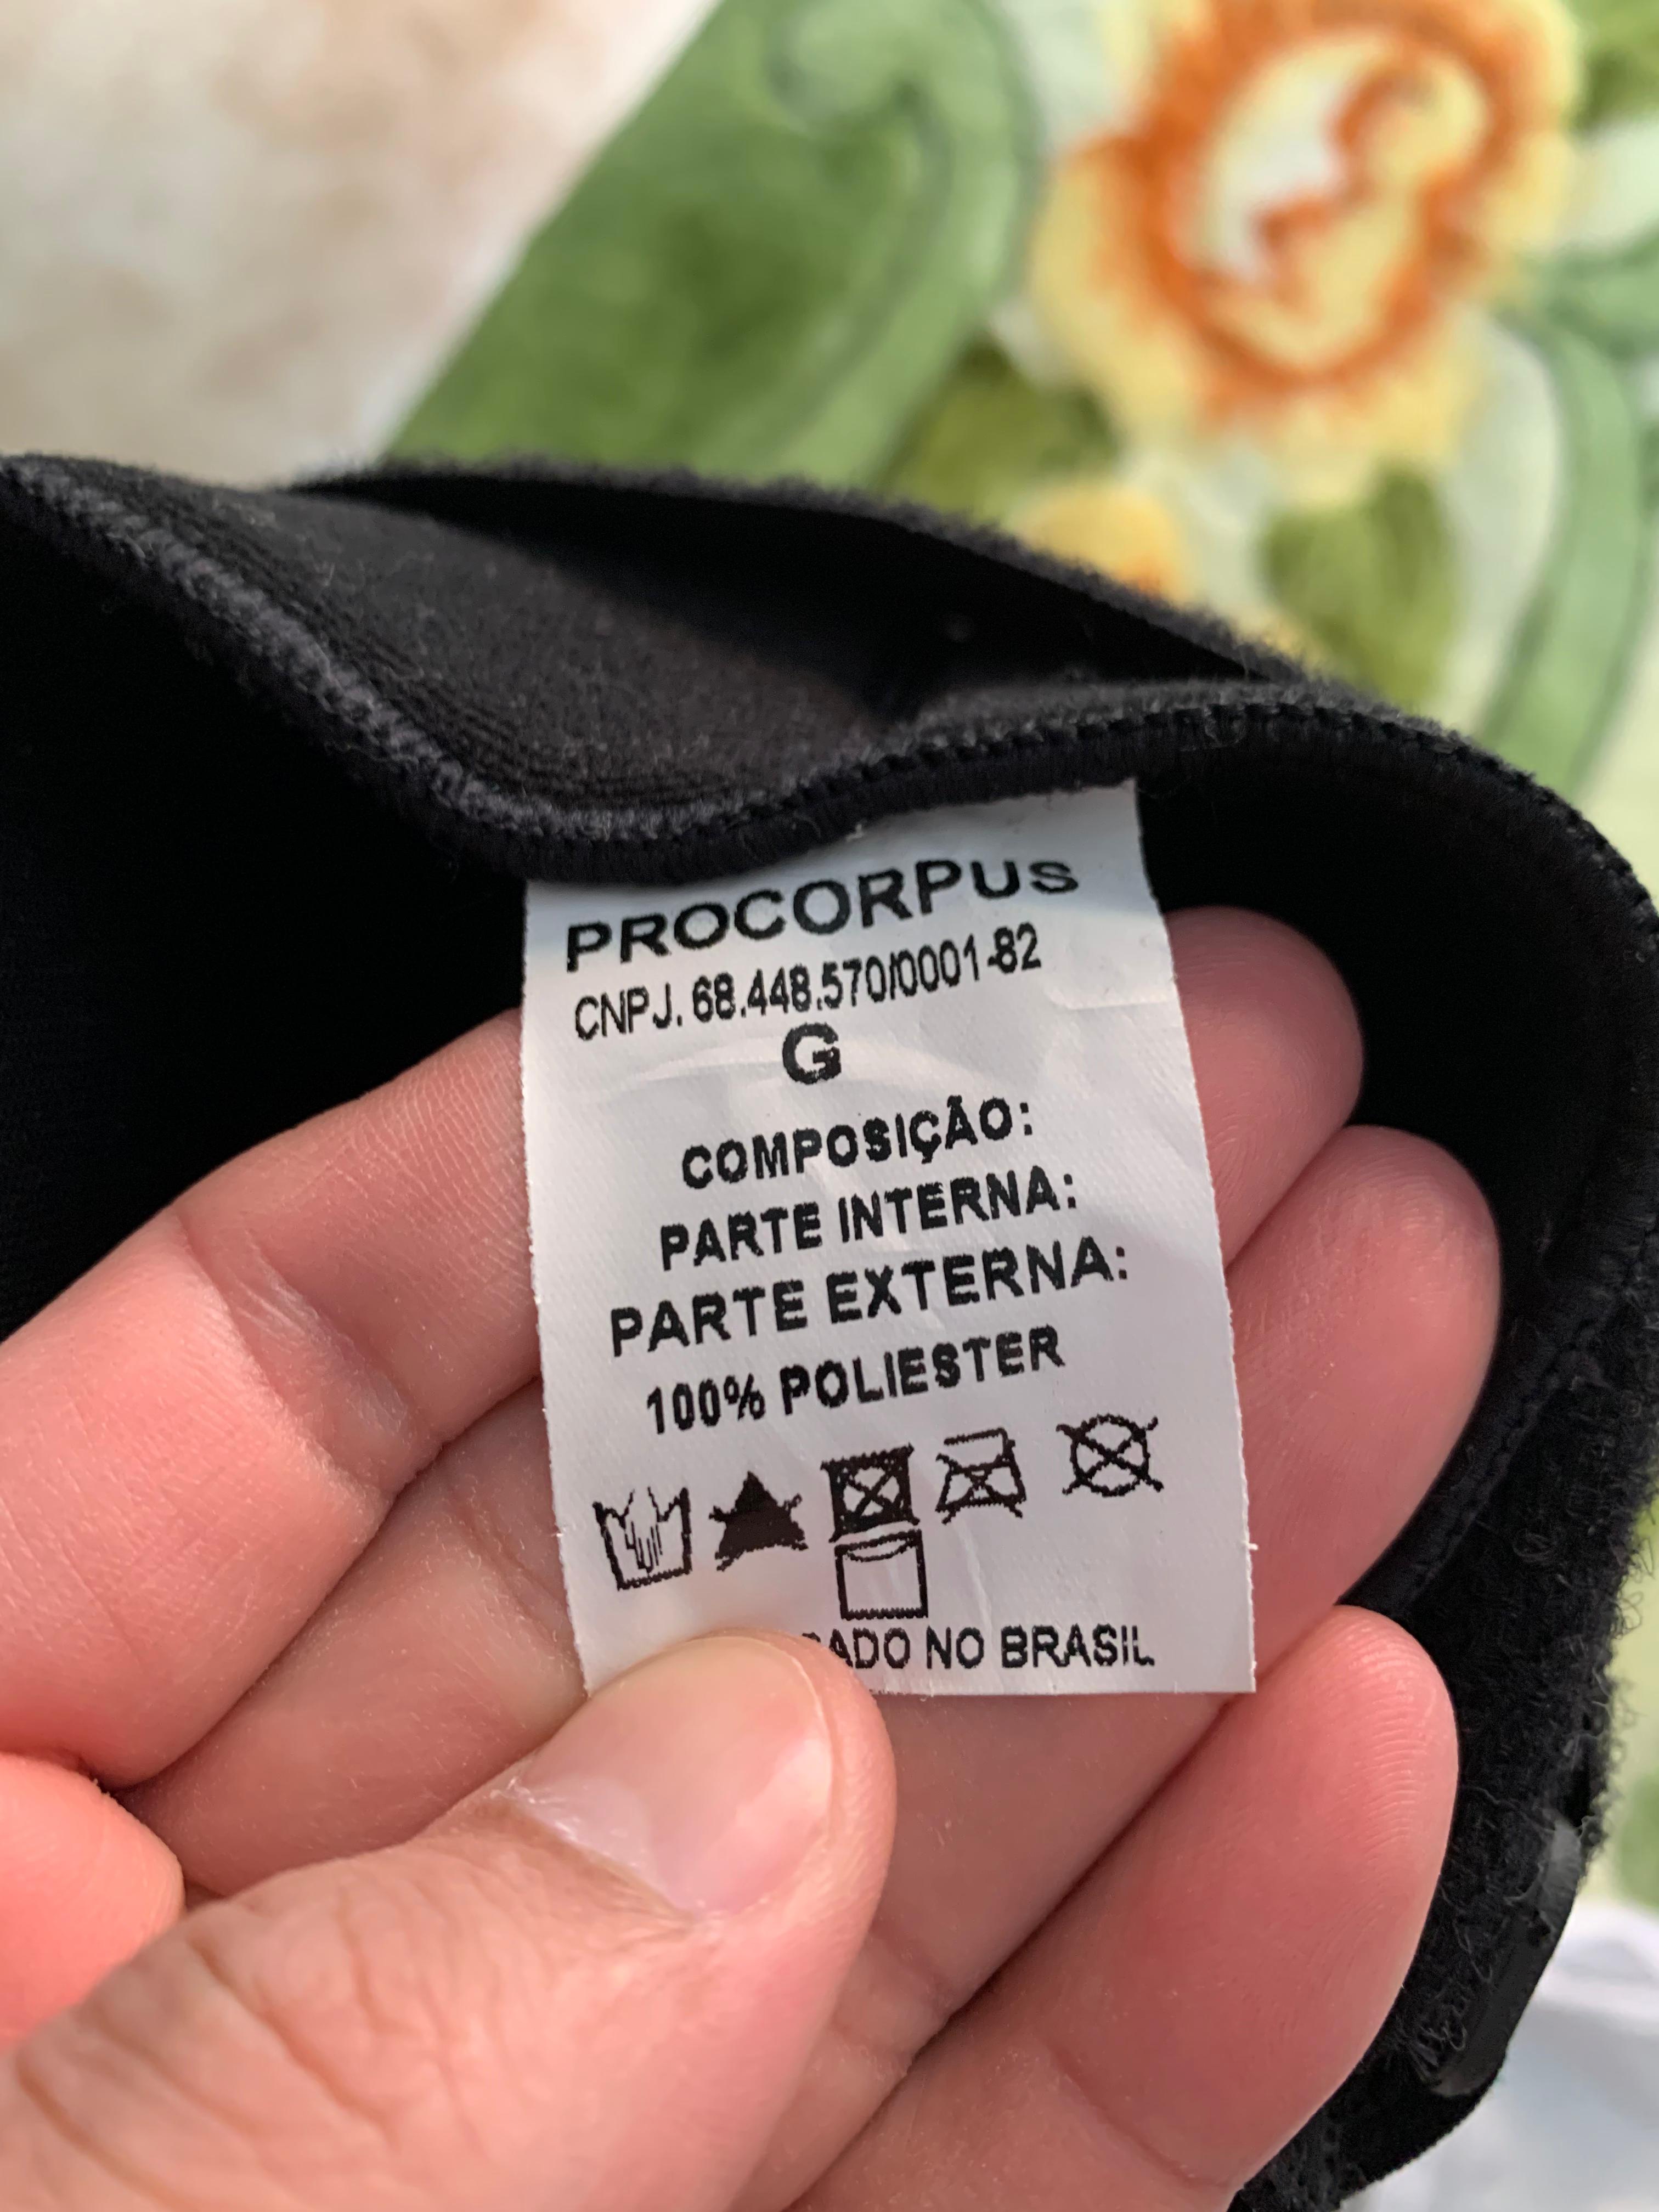 PROCORPUS
CNPJ. 68.448.570/0001-82
G
COMPOSIÇÃO:
PARTE INTERNA:
PARTE EXTERNA:
100% POLIESTER
NO BRASIL